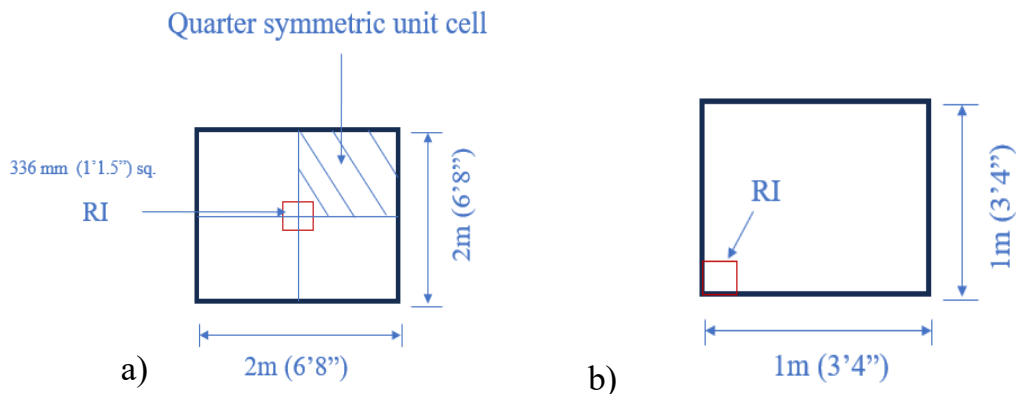 Quarter symmetric unit cell
336 mm (1’1.5”) sq.
RI
2m (6’8”)
2m (6’8”)
a)
RI
1m (3’4”)
1m (3’4”)
b)